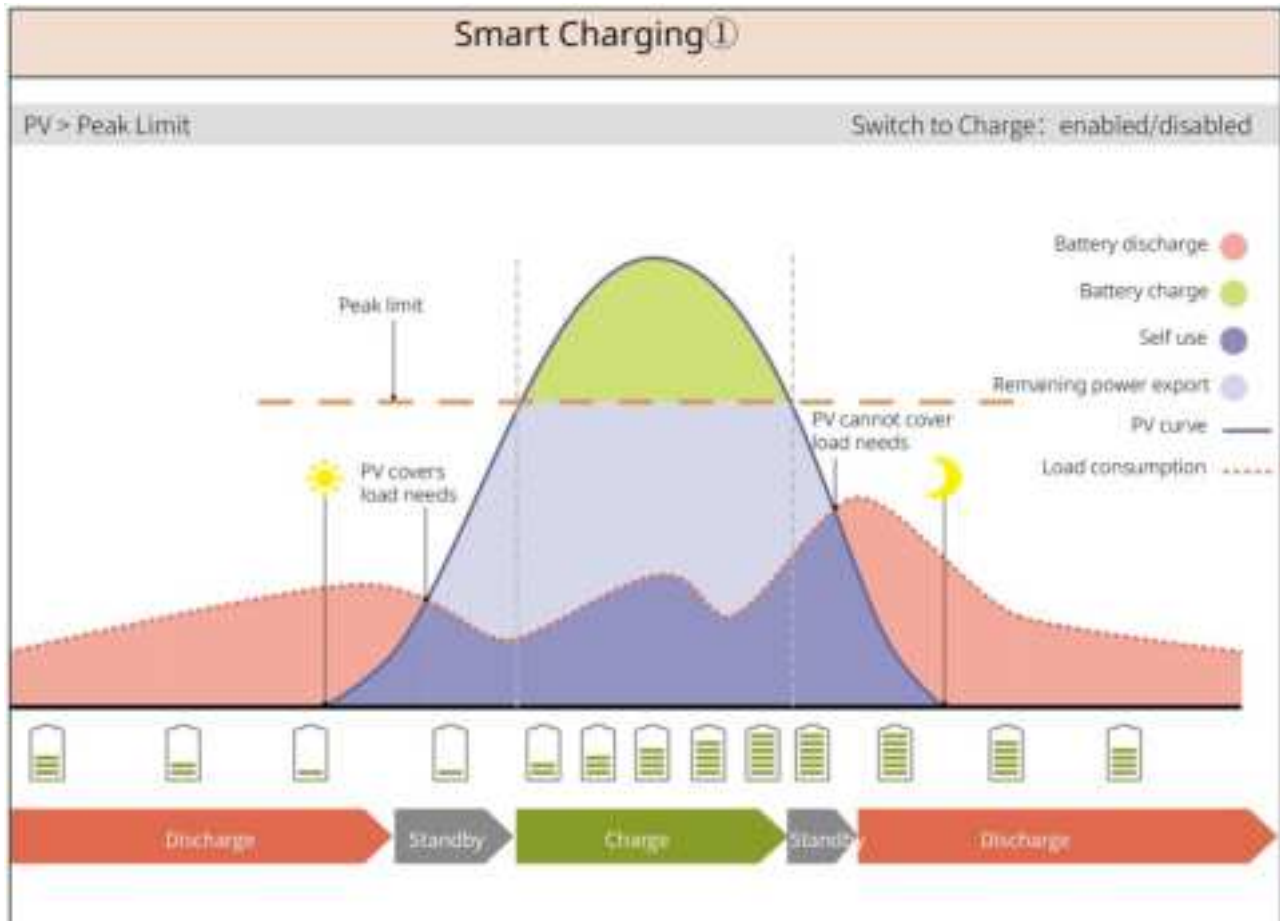 Smart Charging①
PV > Peak Limit
Switch to Charge: enabled/disabled
Battery discharge
Battery charge
Self use
Remaining power export
PV curve
Load consumption
Peak limit
PV covers
load needs
PV cannot cover
load needs
Discharge
Standby
Charge
Standby
Discharge